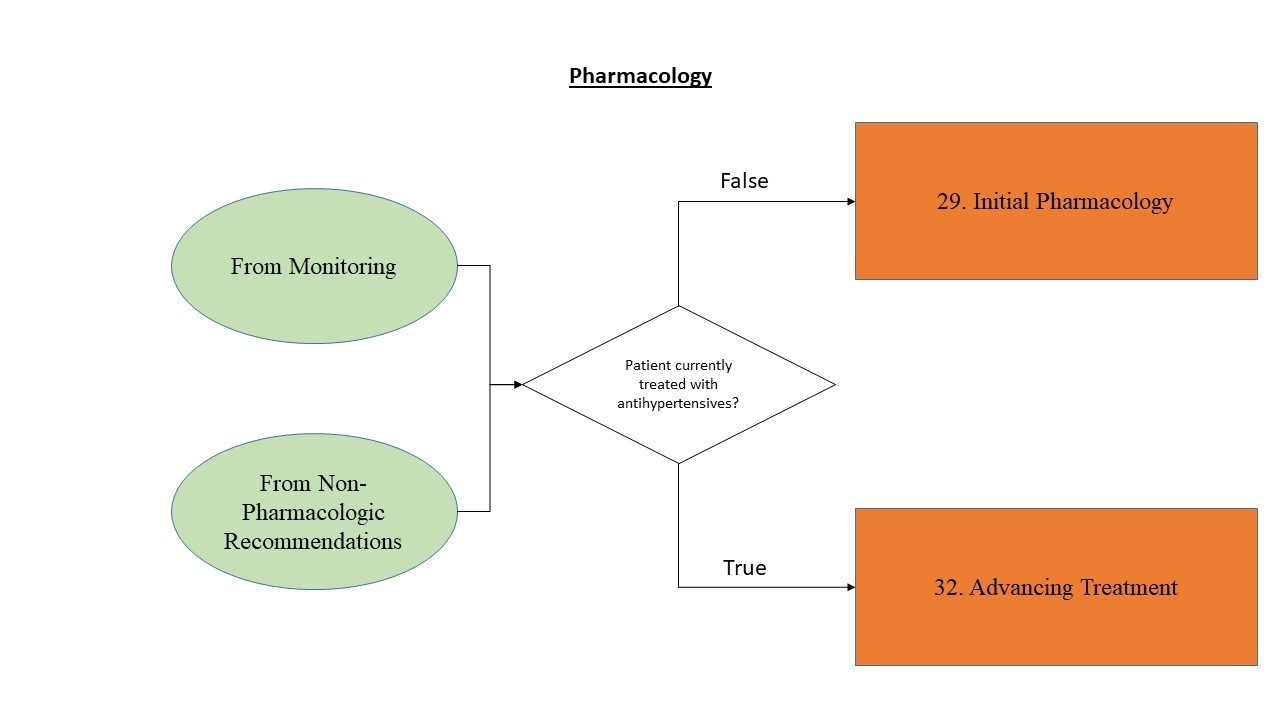 Pharmacology
False
29. Initial Pharmacology
From Monitoring
Patient currently
treated with
antihypertensives?
From Non-
Pharmacologic
Recommendations
True
32. Advancing Treatment